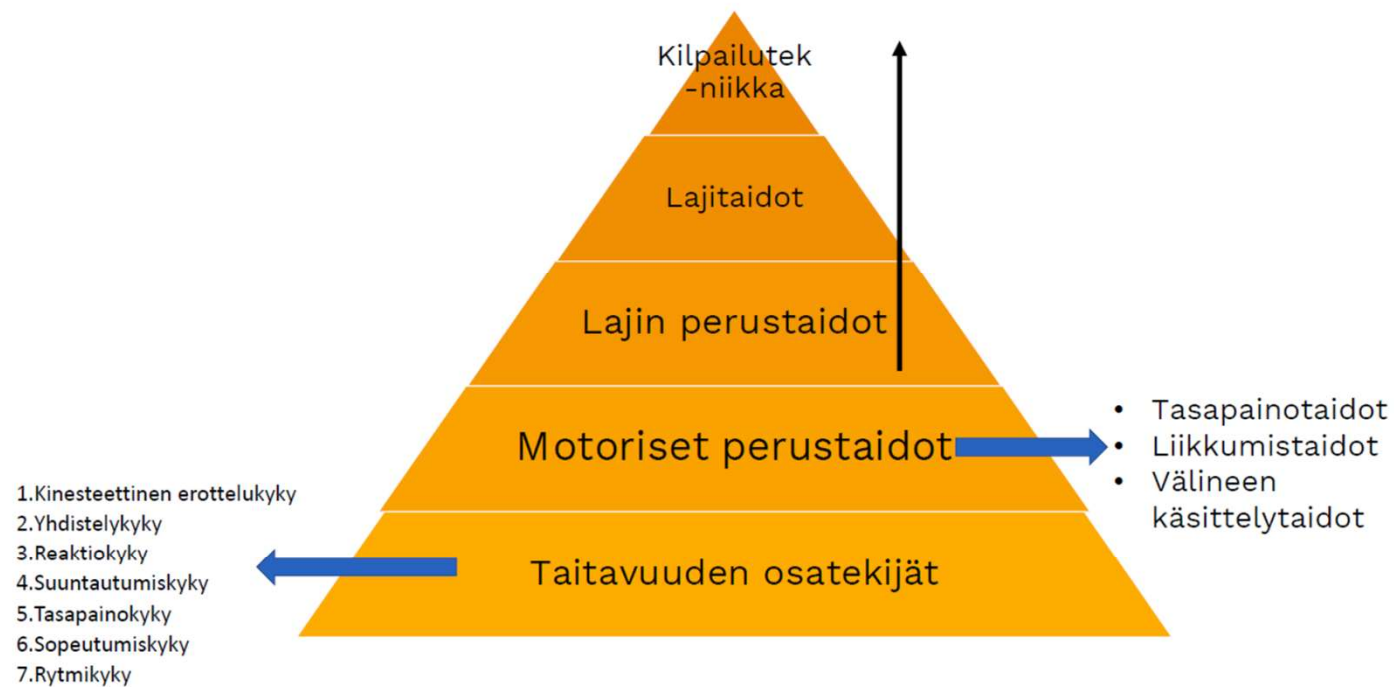 Kilpailutek
-niikka
Lajitaidot
Lajin perustaidot
Motoriset perustaidot
• Tasapainotaidot
• Liikkumistaidot
• Välineen
käsittelytaidot
1.Kinesteettinen erottelukyky
2.Yhdistelykyky
3.Reaktiokyky
4.Suuntautumiskyky
5.Tasapainokyky
6.Sopeutumiskyky
7.Rytmikyky
Taitavuuden osatekijät